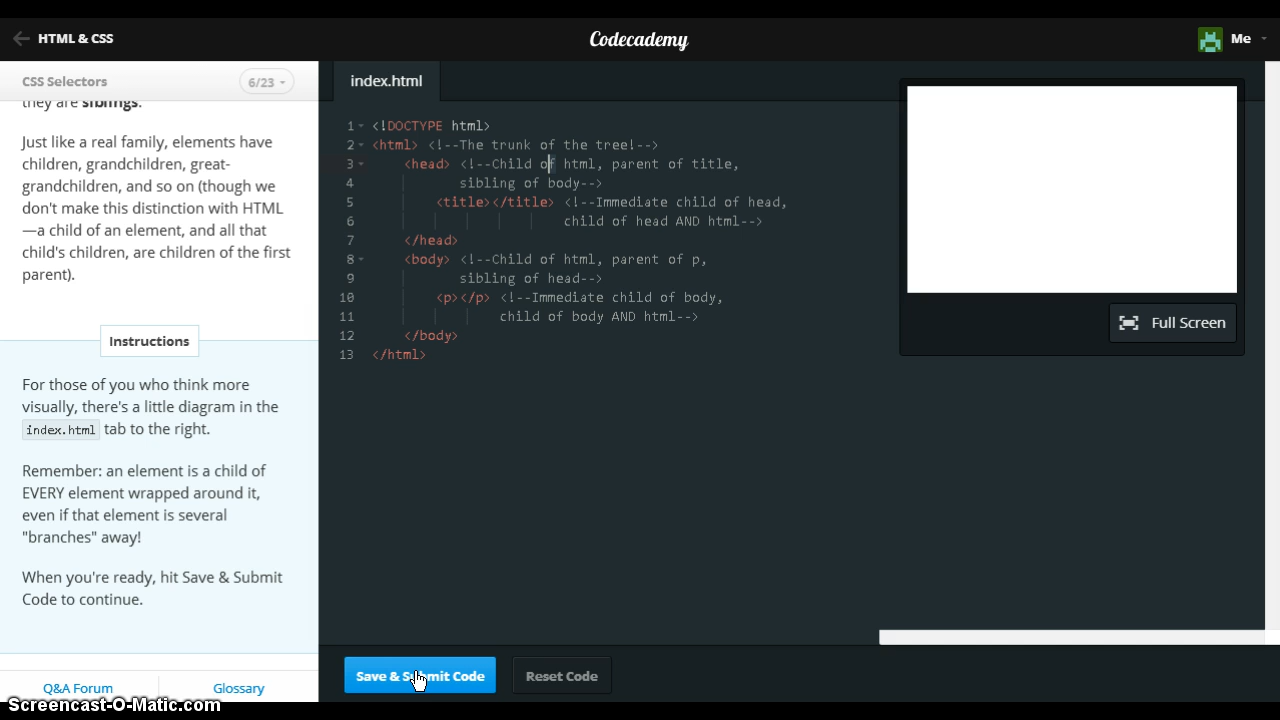 HTML & CSS
Codecademy
Me
CSS Selectors
6/23
index.html
they are siblings.
Just like a real family, elements have
children, grandchildren, great-
grandchildren, and so on (though we
don't make this distinction with HTML
—a child of an element, and all that
child's children, are children of the first
parent).
Instructions
For those of you who think more
visually, there's a little diagram in the
index.html tab to the right.
Remember: an element is a child of
EVERY element wrapped around it,
even if that element is several
"branches" away!
When you're ready, hit Save & Submit
Code to continue.
Q&A Forum
Glossary
1 <!DOCTYPE html>
2 <html> <!--The trunk of the tree!-->
3 <head> <!--Child of html, parent of title,
4 sibling of body-->
5 <title></title> <!--Immediate child of head,
6 child of head AND html-->
7 </head>
8 <body> <!--Child of html, parent of p,
9 sibling of head-->
10 <p></p> <!--Immediate child of body,
11 child of body AND html-->
12 </body>
13 </html>
Full Screen
Save & Submit Code
Reset Code
Screencast-O-Matic.com